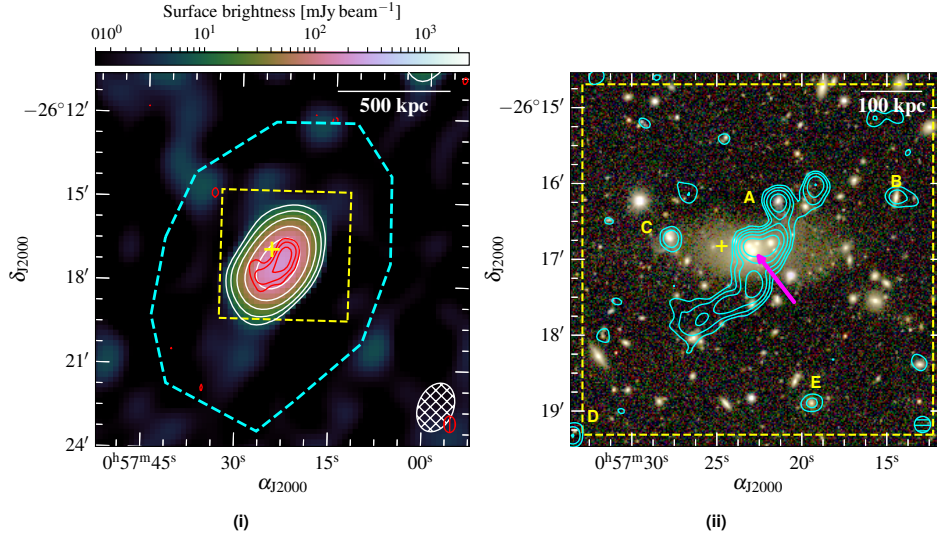 Surface brightness [mJy beam⁻¹]
010⁰ 10¹ 10² 10³
500 kpc
−26°12′
15′
18′
21′
24′
δJ2000
0ʰ57ᵐ45ˢ 30ˢ 15ˢ 00ˢ
αJ2000
(i)
100 kpc
−26°15′
16′
17′
18′
19′
δJ2000
A
B
C
D
E
0ʰ57ᵐ30ˢ 25ˢ 20ˢ 15ˢ
αJ2000
(ii)